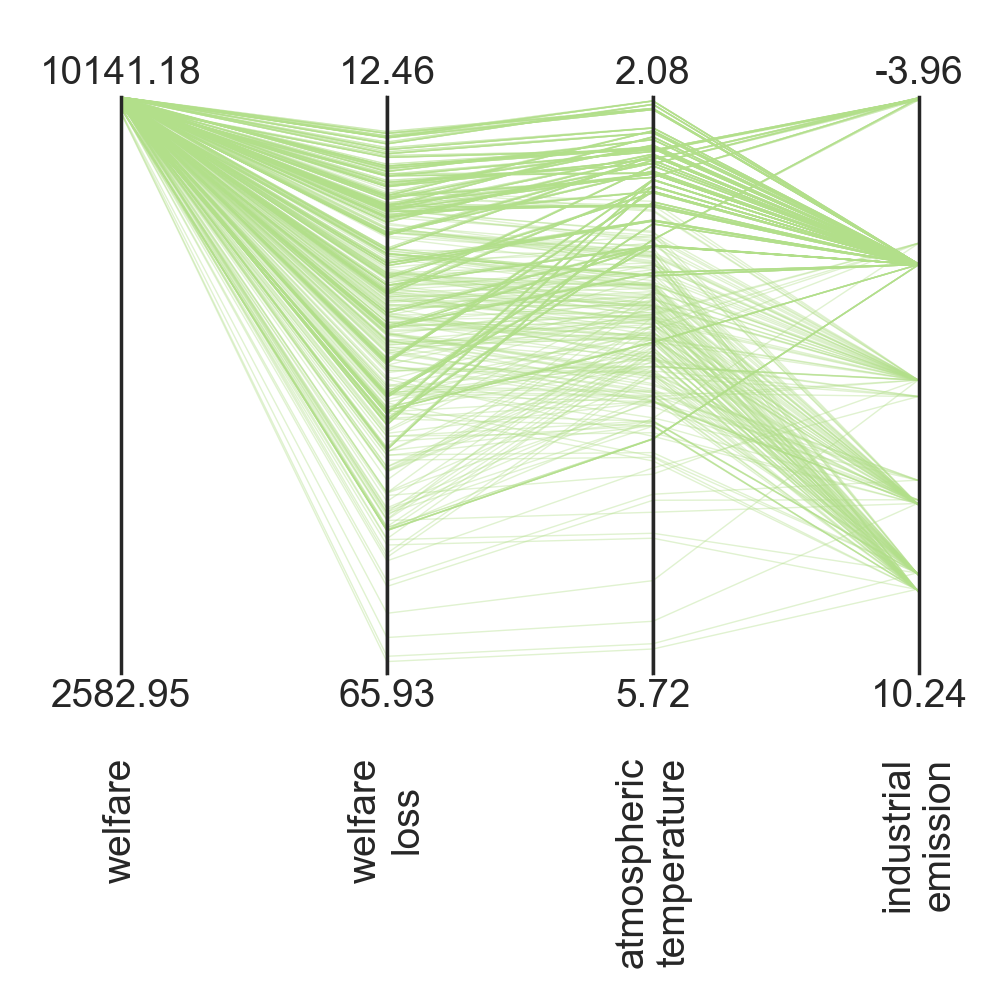 10141.18
12.46
2.08
-3.96
2582.95
65.93
5.72
10.24
welfare
welfare
loss
atmospheric
temperature
industrial
emission